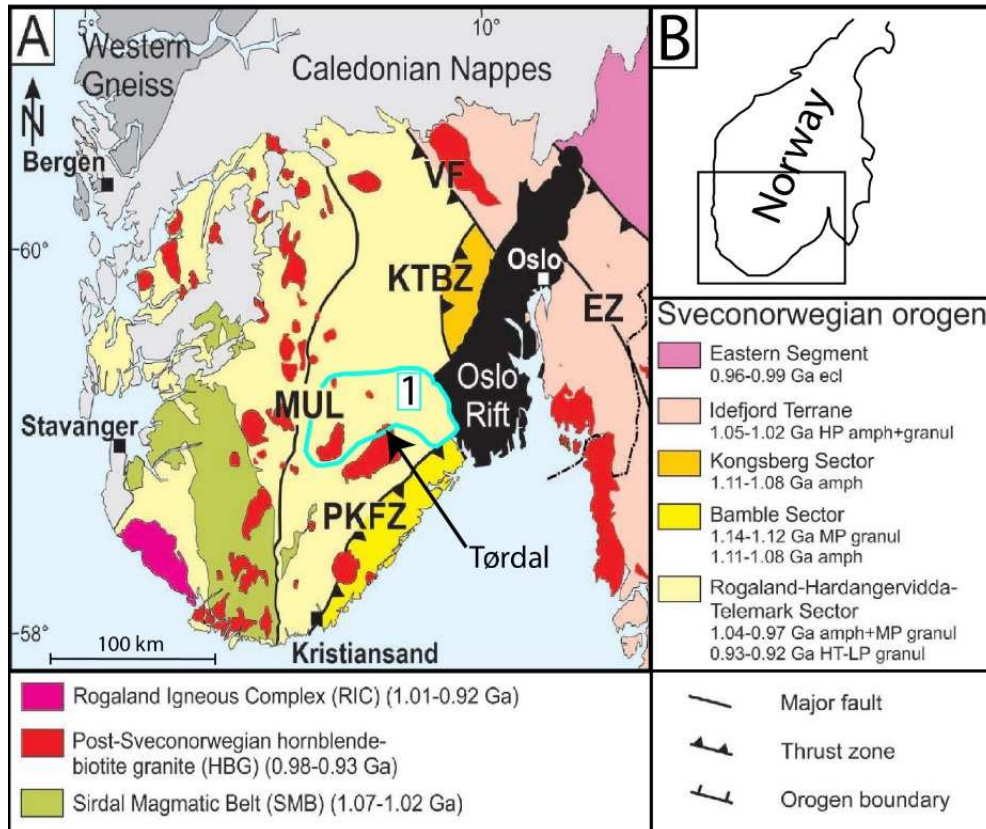 A
5°
10°
B
Western
Gneiss
Caledonian Nappes
N
Bergen
VF
Norway
60°
KTBZ
Oslo
EZ
Oslo
Rift
1
MUL
Stavanger
PKFZ
Tørdal
58°
100 km
Kristiansand
Sveconorwegian orogen
Eastern Segment
0.96-0.99 Ga ecl
Idefjord Terrane
1.05-1.02 Ga HP amph+granul
Kongsberg Sector
1.11-1.08 Ga amph
Bamble Sector
1.14-1.12 Ga MP granul
1.11-1.08 Ga amph
Rogaland-Hardangervidda-
Telemark Sector
1.04-0.97 Ga amph+MP granul
0.93-0.92 Ga HT-LP granul
Rogaland Igneous Complex (RIC) (1.01-0.92 Ga)
Post-Sveconorwegian hornblende-
biotite granite (HBG) (0.98-0.93 Ga)
Sirdal Magmatic Belt (SMB) (1.07-1.02 Ga)
Major fault
Thrust zone
Orogen boundary